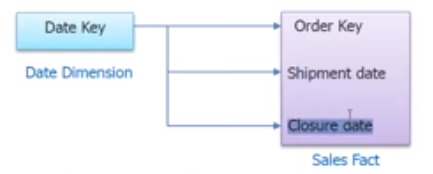 Date Key
Date Dimension
Order Key
Shipment date
Closure date
Sales Fact